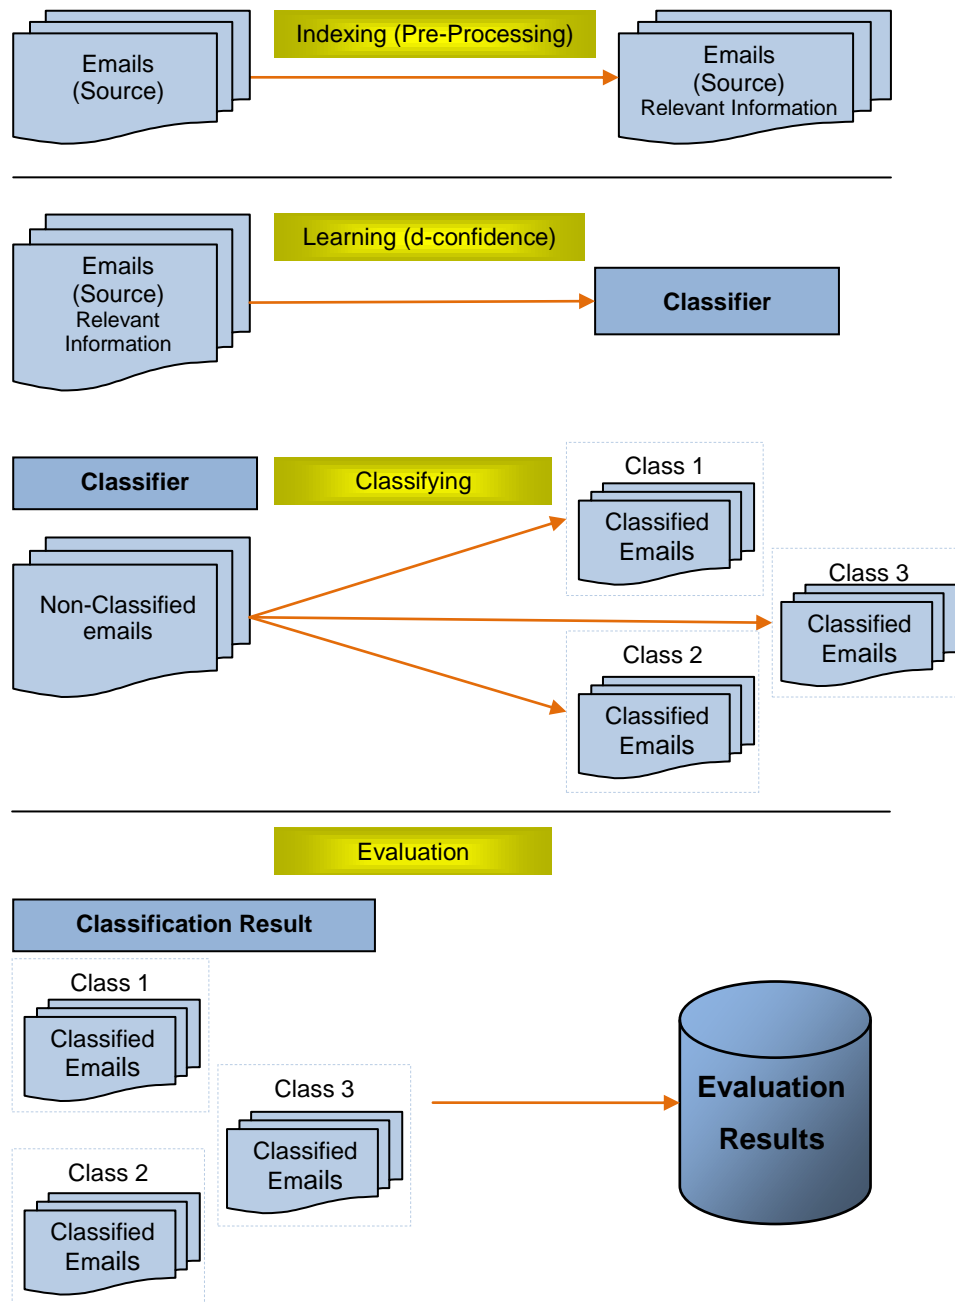 Indexing (Pre-Processing)
Emails
(Source)
Emails
(Source)
Relevant Information
Learning (d-confidence)
Emails
(Source)
Relevant
Information
Classifier
Classifier
Classifying
Non-Classified
emails
Class 1
Classified
Emails
Class 3
Classified
Emails
Class 2
Classified
Emails
Evaluation
Classification Result
Class 1
Classified
Emails
Class 3
Classified
Emails
Class 2
Classified
Emails
Evaluation
Results